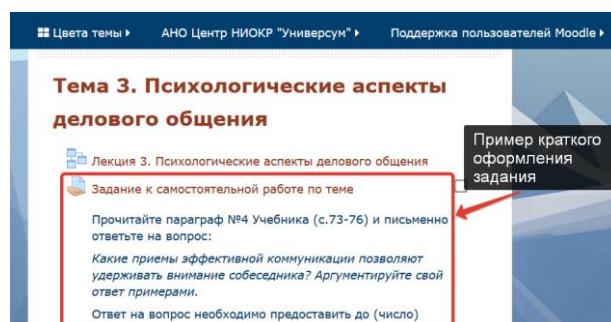 Цвета темы АНО Центр НИОКР "Универсум" Поддержка пользователей Moodle
Тема 3. Психологические аспекты
делового общения
Лекция 3. Психологические аспекты делового общения
Задание к самостоятельной работе по теме
Пример краткого
оформления
задания
Прочитайте параграф №4 Учебника (с.73-76) и письменно
ответьте на вопрос:
Какие приемы эффективной коммуникации позволяют
удерживать внимание собеседника? Аргументируйте свой
ответ примерами.
Ответ на вопрос необходимо предоставить до (число)